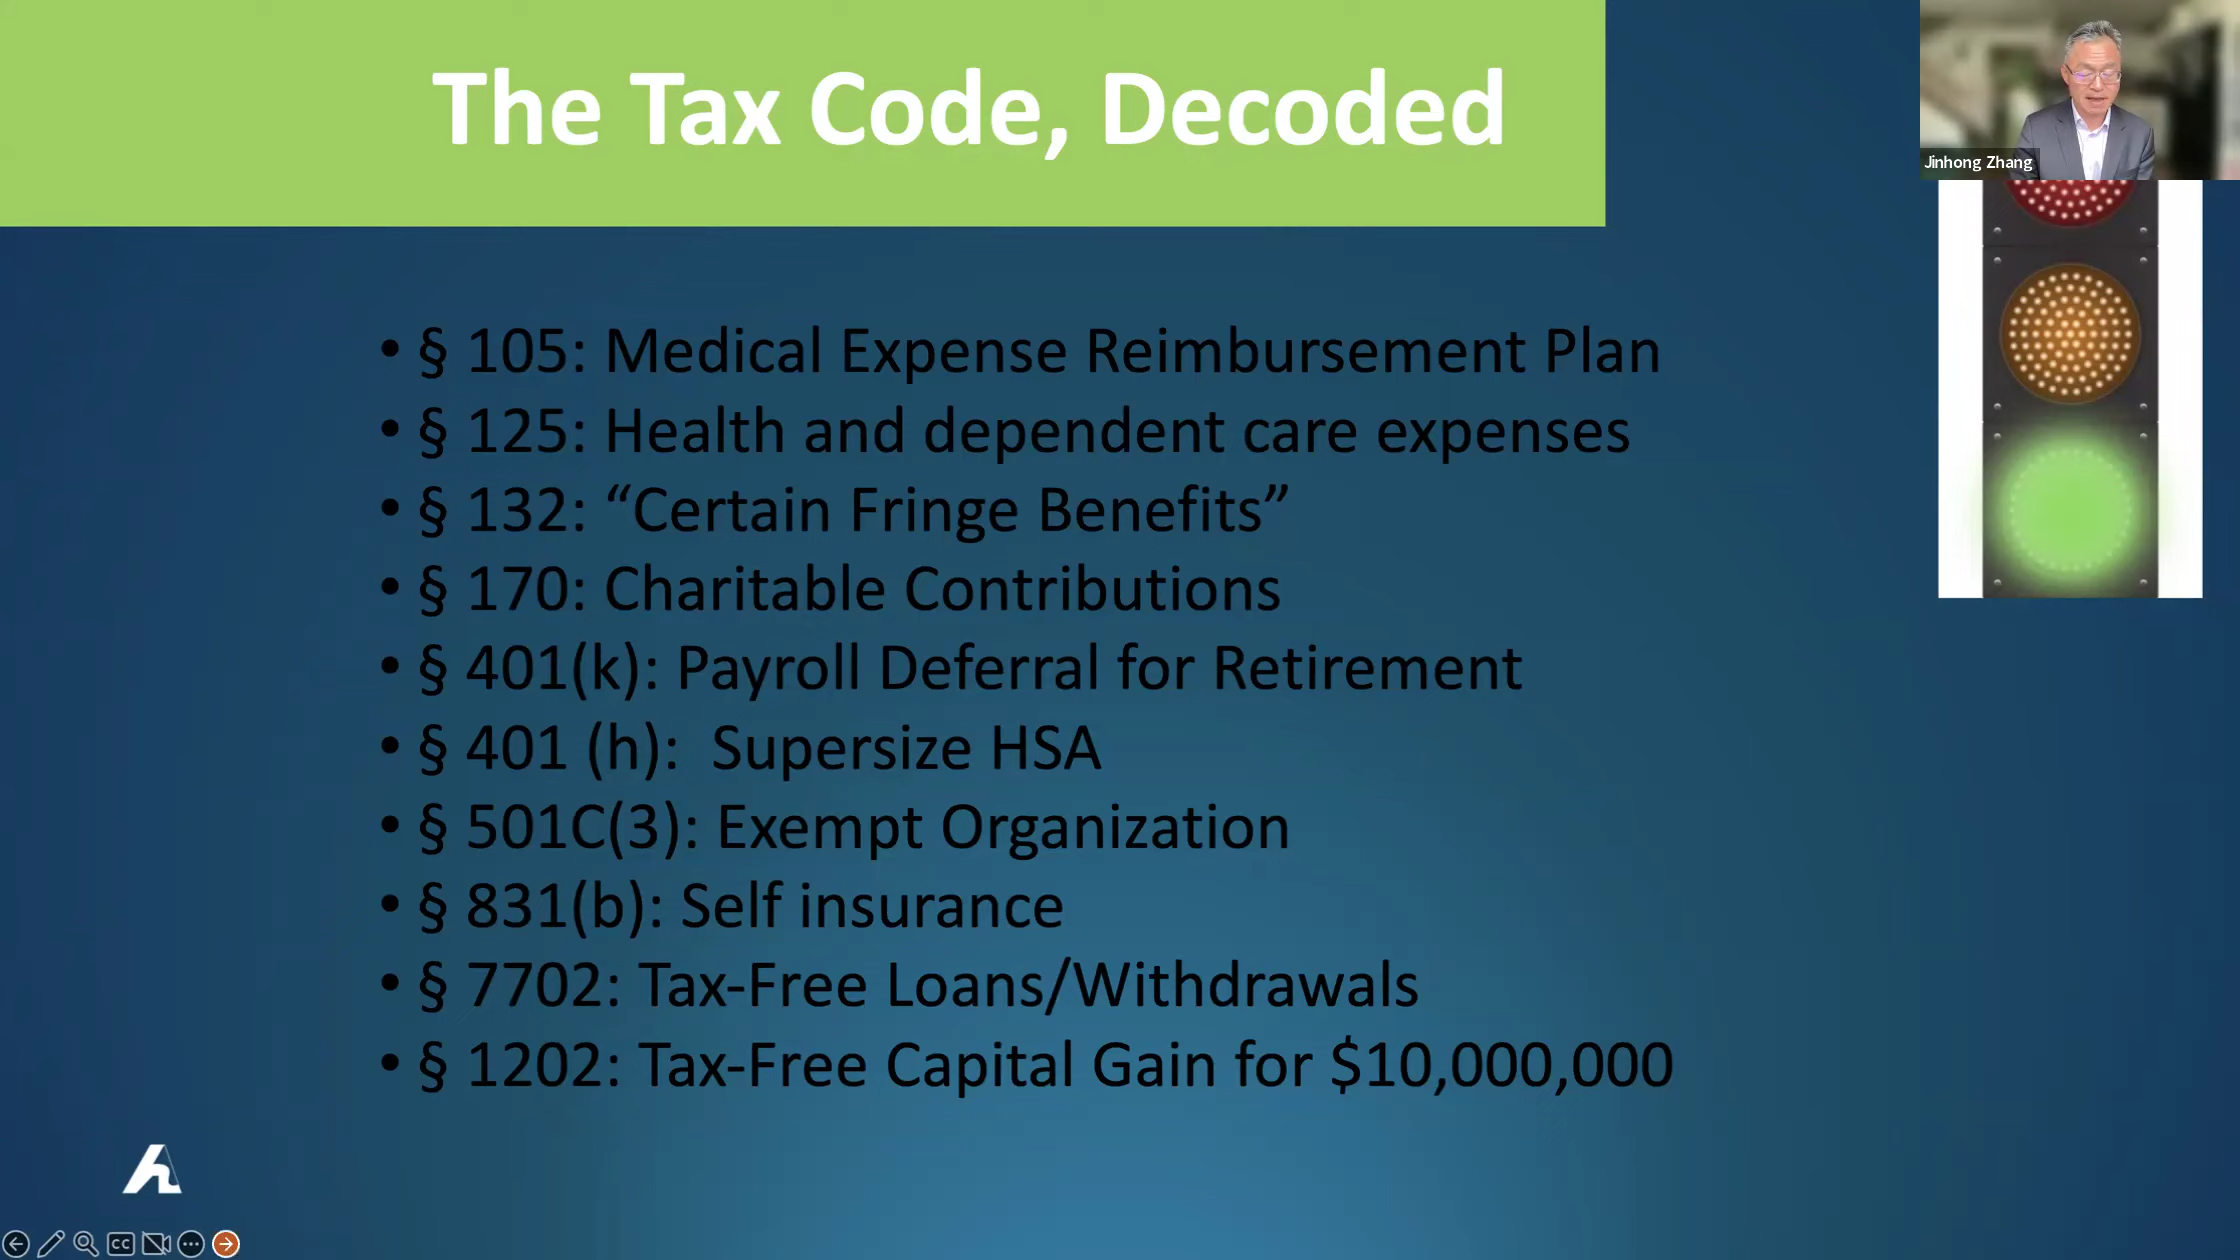 The Tax Code, Decoded
Jinhong Zhang
• § 105: Medical Expense Reimbursement Plan
• § 125: Health and dependent care expenses
• § 132: “Certain Fringe Benefits”
• § 170: Charitable Contributions
• § 401(k): Payroll Deferral for Retirement
• § 401 (h):  Supersize HSA
• § 501C(3): Exempt Organization
• § 831(b): Self insurance
• § 7702: Tax-Free Loans/Withdrawals
• § 1202: Tax-Free Capital Gain for $10,000,000
CC